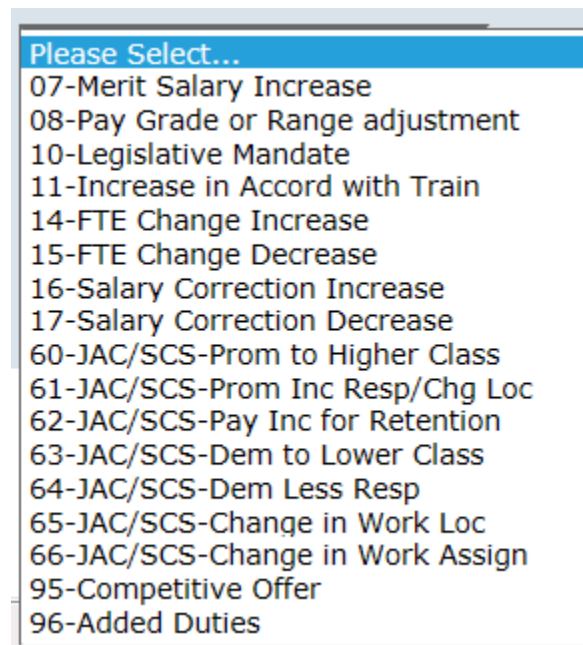 Please Select...
07-Merit Salary Increase
08-Pay Grade or Range adjustment
10-Legislative Mandate
11-Increase in Accord with Train
14-FTE Change Increase
15-FTE Change Decrease
16-Salary Correction Increase
17-Salary Correction Decrease
60-JAC/SCS-Prom to Higher Class
61-JAC/SCS-Prom Inc Resp/Chg Loc
62-JAC/SCS-Pay Inc for Retention
63-JAC/SCS-Dem to Lower Class
64-JAC/SCS-Dem Less Resp
65-JAC/SCS-Change in Work Loc
66-JAC/SCS-Change in Work Assign
95-Competitive Offer
96-Added Duties